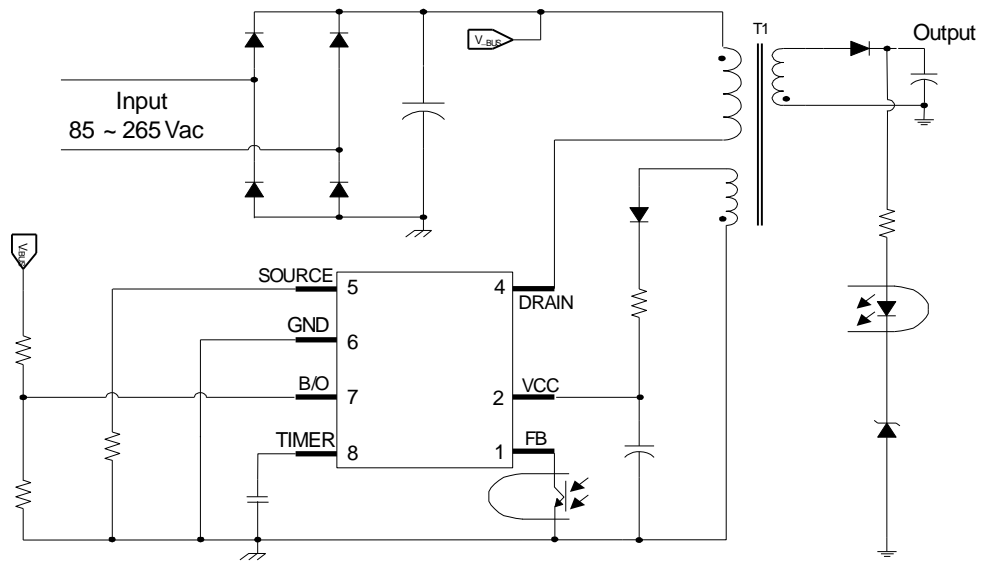 V_BUS
T1
Output
Input
85 ~ 265 Vac
VBUS
SOURCE
5
4
DRAIN
GND
6
B/O
7
2
VCC
TIMER
8
1
FB